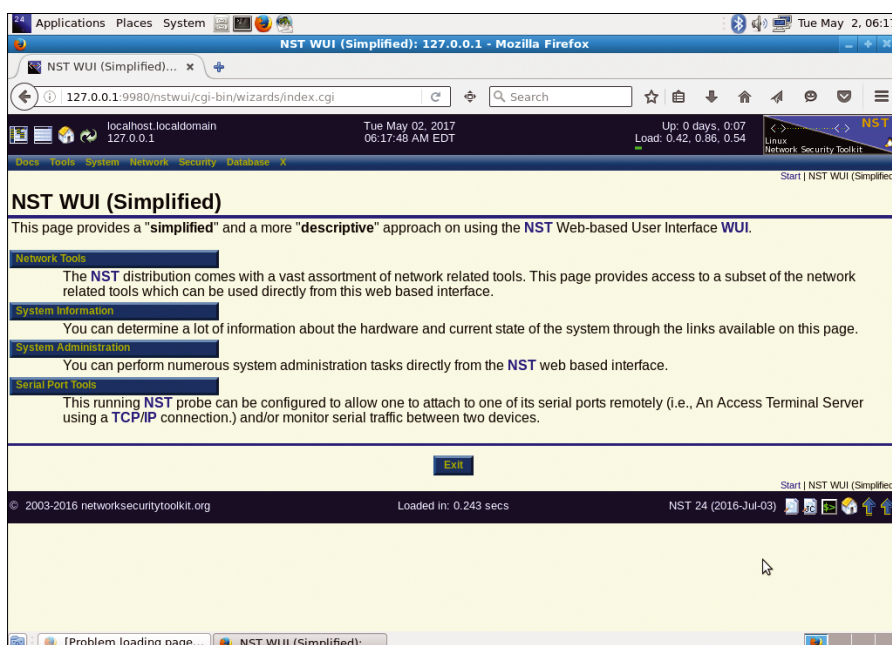 24 Applications Places System Tue May 2, 06:17
NST WUI (Simplified): 127.0.0.1 - Mozilla Firefox
NST WUI (Simplified)...
127.0.0.1:9980/nstwui/cgi-bin/wizards/index.cgi Search
localhost.localdomain Tue May 02, 2017 Up: 0 days, 0:07 NST
127.0.0.1 06:17:48 AM EDT Load: 0.42, 0.86, 0.54
Linux
Network Security Toolkit
Docs Tools System Network Security Database X
Start | NST WUI (Simplified
NST WUI (Simplified)
This page provides a "simplified" and a more "descriptive" approach on using the NST Web-based User Interface WUI.
Network Tools
The NST distribution comes with a vast assortment of network related tools. This page provides access to a subset of the network
related tools which can be used directly from this web based interface.
System Information
You can determine a lot of information about the hardware and current state of the system through the links available on this page.
System Administration
You can perform numerous system administration tasks directly from the NST web based interface.
Serial Port Tools
This running NST probe can be configured to allow one to attach to one of its serial ports remotely (i.e., An Access Terminal Server
using a TCP/IP connection.) and/or monitor serial traffic between two devices.
Exit
Start | NST WUI (Simplified
© 2003-2016 networksecuritytoolkit.org Loaded in: 0.243 secs NST 24 (2016-Jul-03)
[Problem loading page... NST WUI (Simplified):